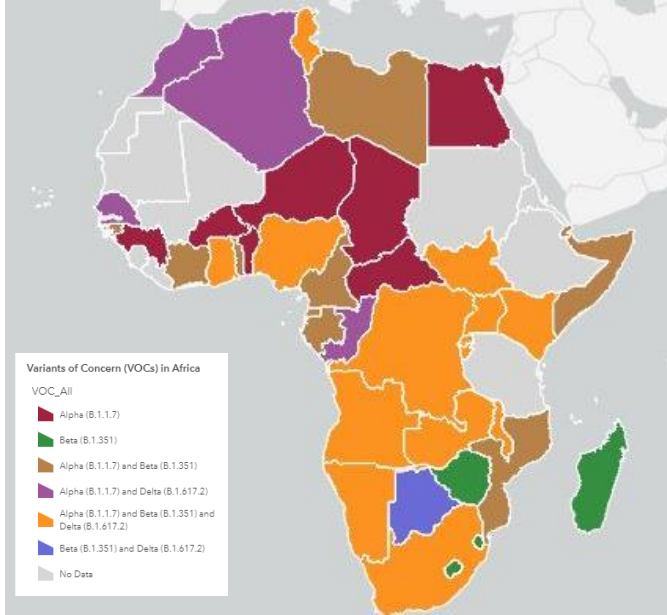 Variants of Concern (VOCs) in Africa
VOC_All
Alpha (B.1.1.7)
Beta (B.1.351)
Alpha (B.1.1.7) and Beta (B.1.351)
Alpha (B.1.1.7) and Delta (B.1.617.2)
Alpha (B.1.1.7) and Beta (B.1.351) and
Delta (B.1.617.2)
Beta (B.1.351) and Delta (B.1.617.2)
No Data